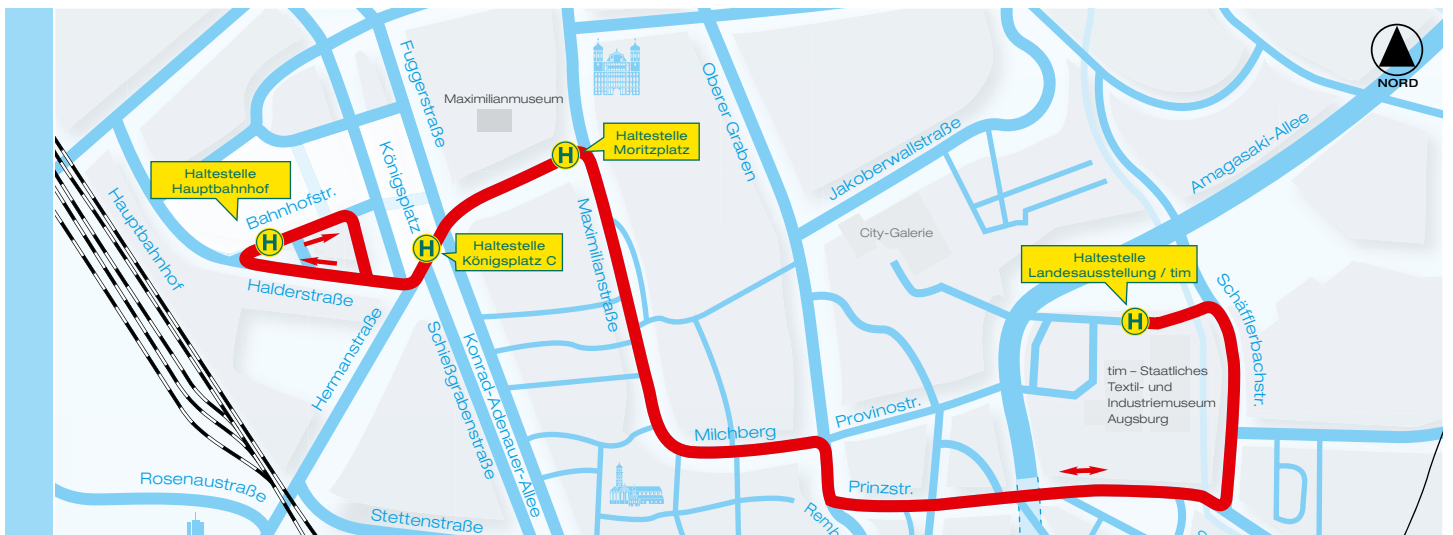 NORD
Fuggerstraße
Maximilianmuseum
Oberer Graben
Amagasaki-Allee
Haltestelle
Moritzplatz
Jakoberwallstraße
Königsplatz
Haltestelle
Hauptbahnhof
Bahnhofstr.
Hauptbahnhof
H
H
H
Haltestelle
Königsplatz C
Maximilianstraße
City-Galerie
Haltestelle
Landesausstellung / tim
H
Schäfflerbachstr.
Halderstraße
Hermanstraße
Schießgrabenstraße
Konrad-Adenauer-Allee
tim – Staatliches
Textil- und
Industriemuseum
Augsburg
Provinostr.
Milchberg
Prinzstr.
Rosenaustraße
Stettenstraße
Remb